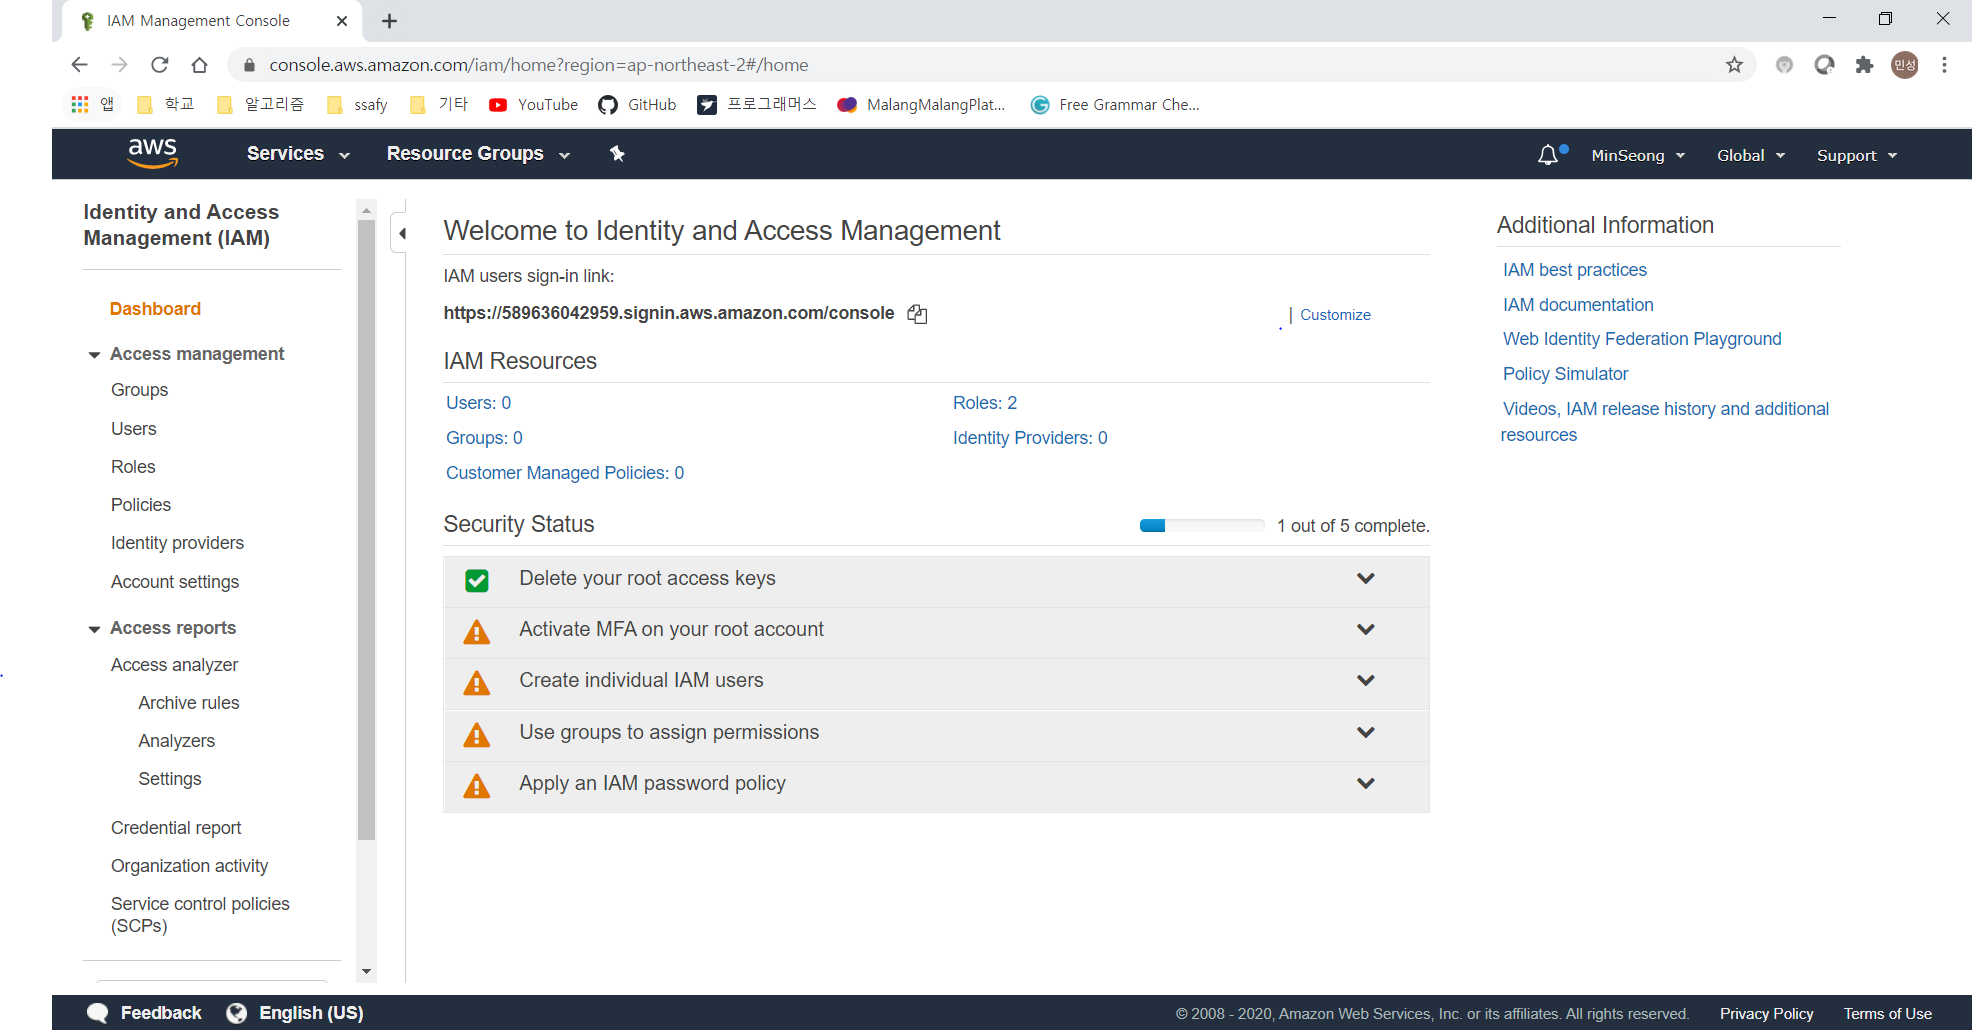 IAM Management Console
console.aws.amazon.com/iam/home?region=ap-northeast-2#/home
민성
앱 학교 알고리즘 ssafy 기타 YouTube GitHub 프로그래머스 MalangMalangPlat... Free Grammar Che...
aws Services Resource Groups MinSeong Global Support
Identity and Access
Management (IAM)
Dashboard
Access management
Groups
Users
Roles
Policies
Identity providers
Account settings
Access reports
Access analyzer
Archive rules
Analyzers
Settings
Credential report
Organization activity
Service control policies
(SCPs)
Welcome to Identity and Access Management
IAM users sign-in link:
https://589636042959.signin.aws.amazon.com/console | Customize
IAM Resources
Users: 0 Roles: 2
Groups: 0 Identity Providers: 0
Customer Managed Policies: 0
Security Status 1 out of 5 complete.
Delete your root access keys
Activate MFA on your root account
Create individual IAM users
Use groups to assign permissions
Apply an IAM password policy
Additional Information
IAM best practices
IAM documentation
Web Identity Federation Playground
Policy Simulator
Videos, IAM release history and additional
resources
Feedback English (US) © 2008 - 2020, Amazon Web Services, Inc. or its affiliates. All rights reserved. Privacy Policy Terms of Use